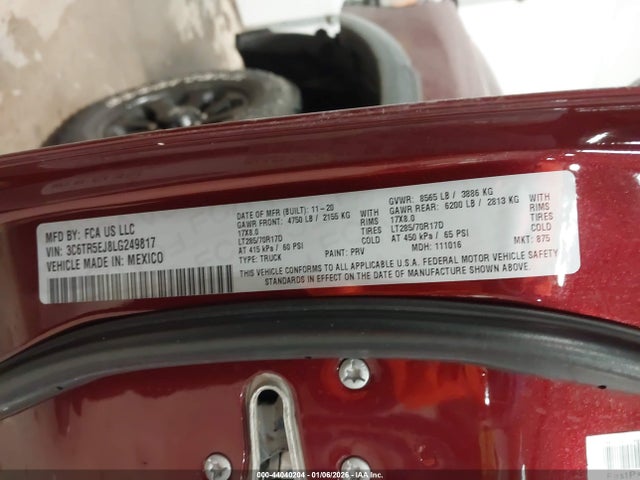 MFD BY: FCA US LLC
VIN: 3C6TR5EJ8LG249817
VEHICLE MADE IN: MEXICO
DATE OF MFR (BUILT): 11-20
GAWR FRONT: 4750 LB / 2155 KG WITH
17X8.0 RIMS
LT285/70R17D COLD
AT 415 kPa / 60 PSI
TYPE: TRUCK
PAINT: PRV
GVWR: 8565 LB / 3886 KG
GAWR REAR: 6200 LB / 2813 KG WITH
17X8.0 RIMS
LT285/70R17D COLD
AT 450 kPa / 65 PSI
MDH: 111016 MKT: 875
THIS VEHICLE CONFORMS TO ALL APPLICABLE U.S.A. FEDERAL MOTOR VEHICLE SAFETY
STANDARDS IN EFFECT ON THE DATE OF MANUFACTURE SHOWN ABOVE
000-44040204 - 01/06/2026 - IAAI.CA